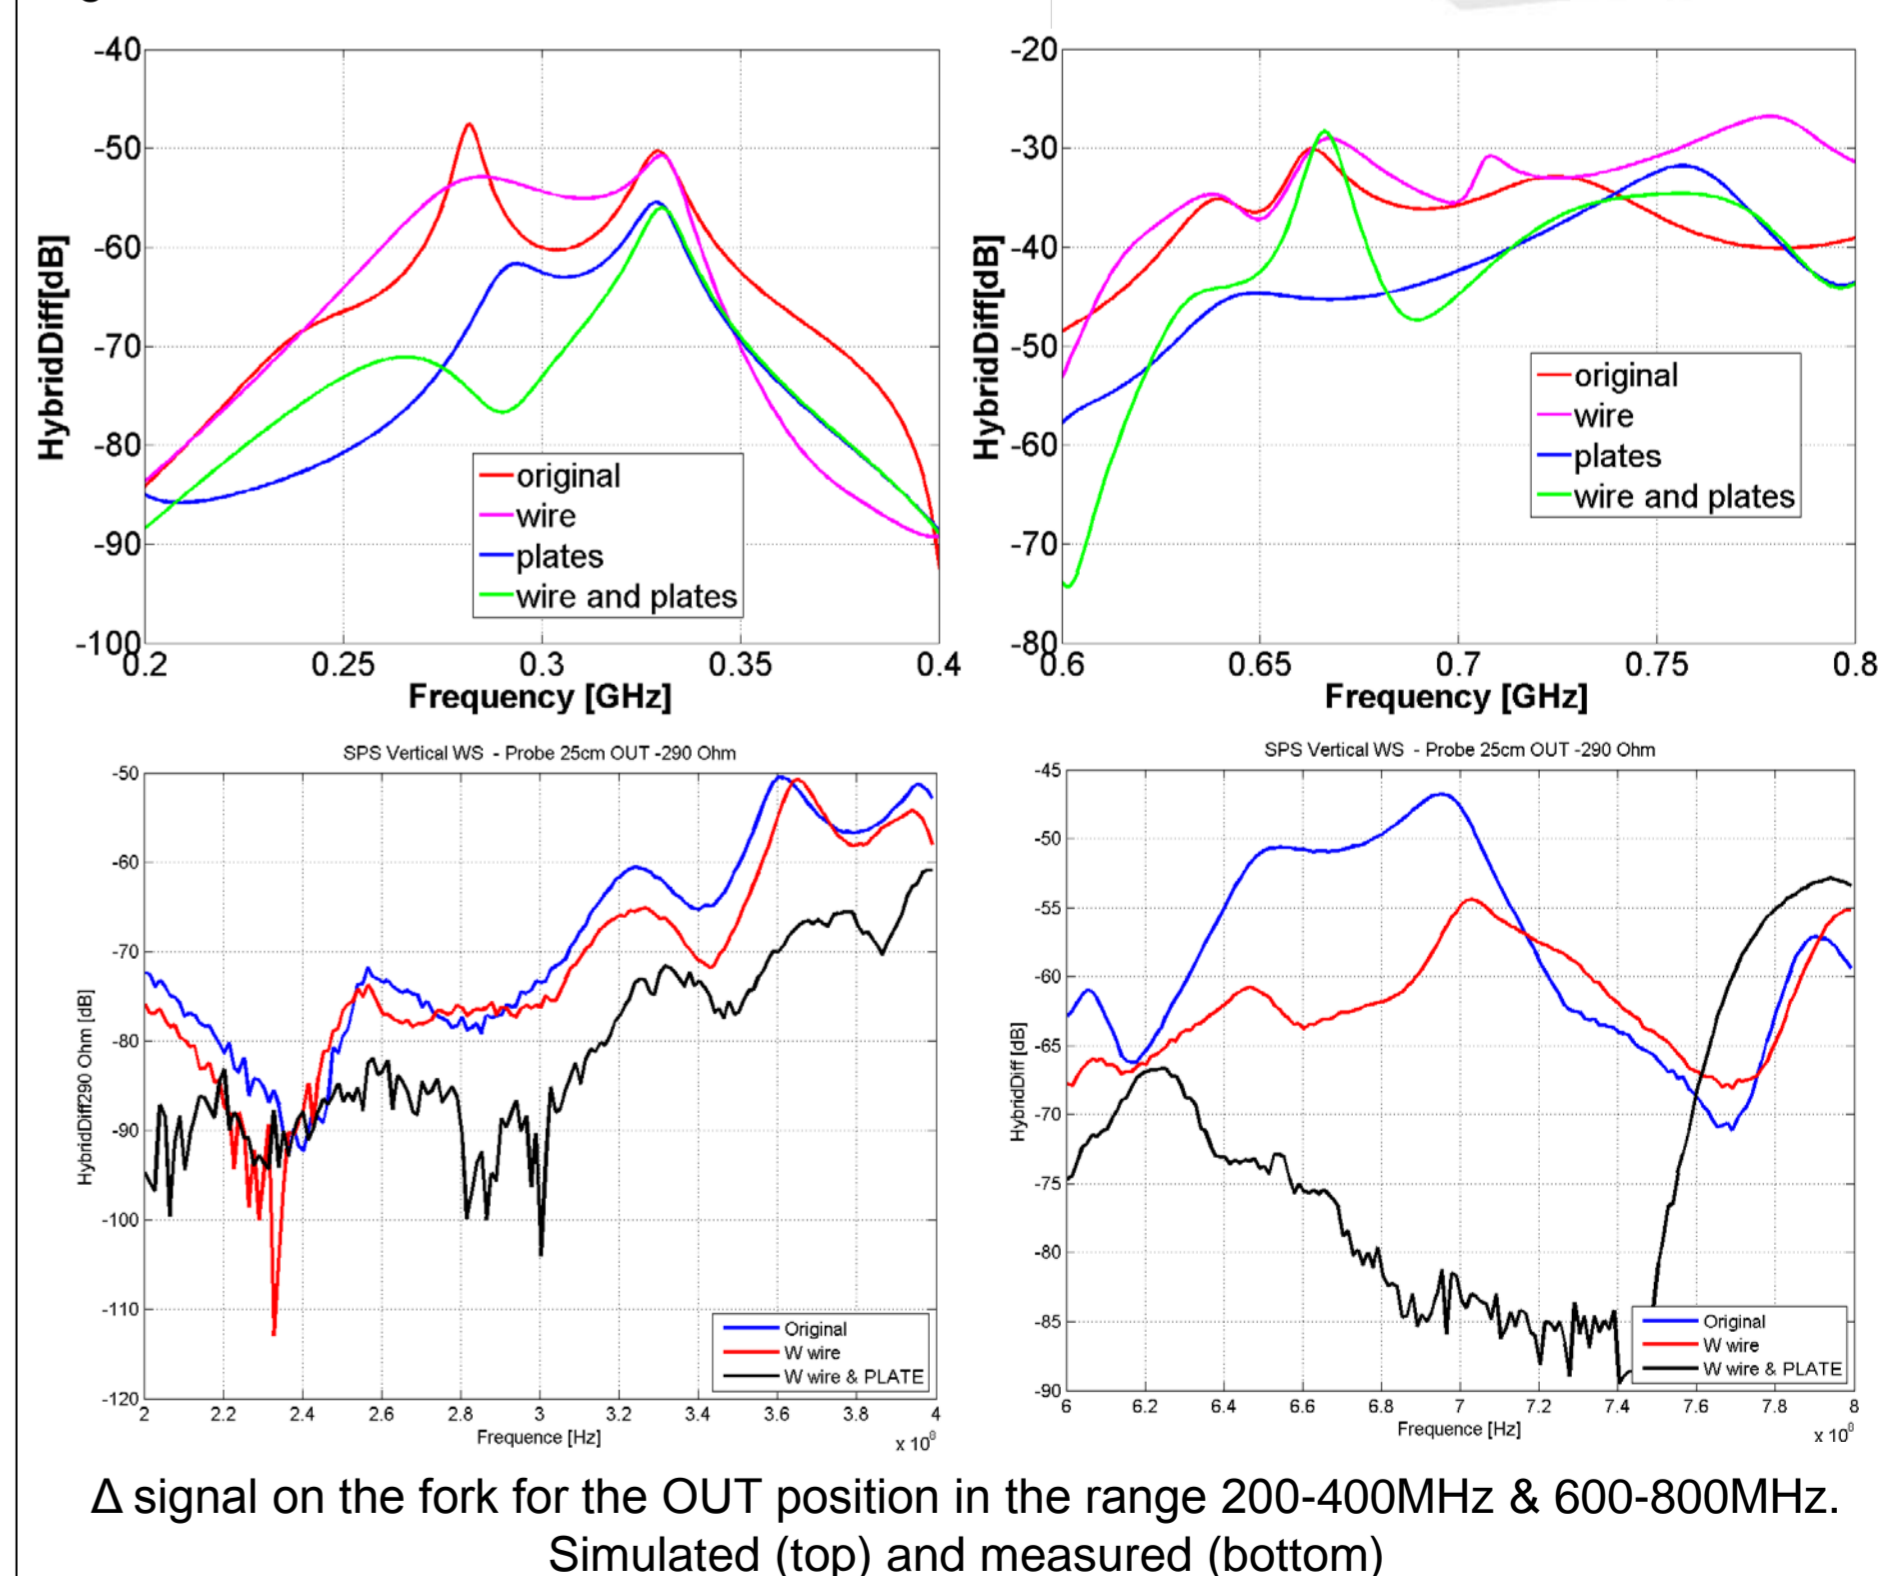 -40
-50
-60
-70
-80
-90
-100
HybridDiff[dB]
original
wire
plates
wire and plates
0.2 0.25 0.3 0.35 0.4
Frequency [GHz]
-20
-30
-40
-50
-60
-70
-80
HybridDiff[dB]
original
wire
plates
wire and plates
0.6 0.65 0.7 0.75 0.8
Frequency [GHz]
SPS Vertical WS - Probe 25cm OUT -290 Ohm
-50
-60
-70
-80
-90
-100
-110
-120
HybridDiff290 Ohm [dB]
Original
W wire
W wire & PLATE
2 2.2 2.4 2.6 2.8 3 3.2 3.4 3.6 3.8 4
Frequence [Hz]
x 10
SPS Vertical WS - Probe 25cm OUT -290 Ohm
-45
-50
-55
-60
-65
-70
-75
-80
-85
-90
HybridDiff [dB]
Original
W wire
W wire & PLATE
6 6.2 6.4 6.6 6.8 7 7.2 7.4 7.6 7.8 8
Frequence [Hz]
x 10
Δ signal on the fork for the OUT position in the range 200-400MHz & 600-800MHz.
Simulated (top) and measured (bottom)